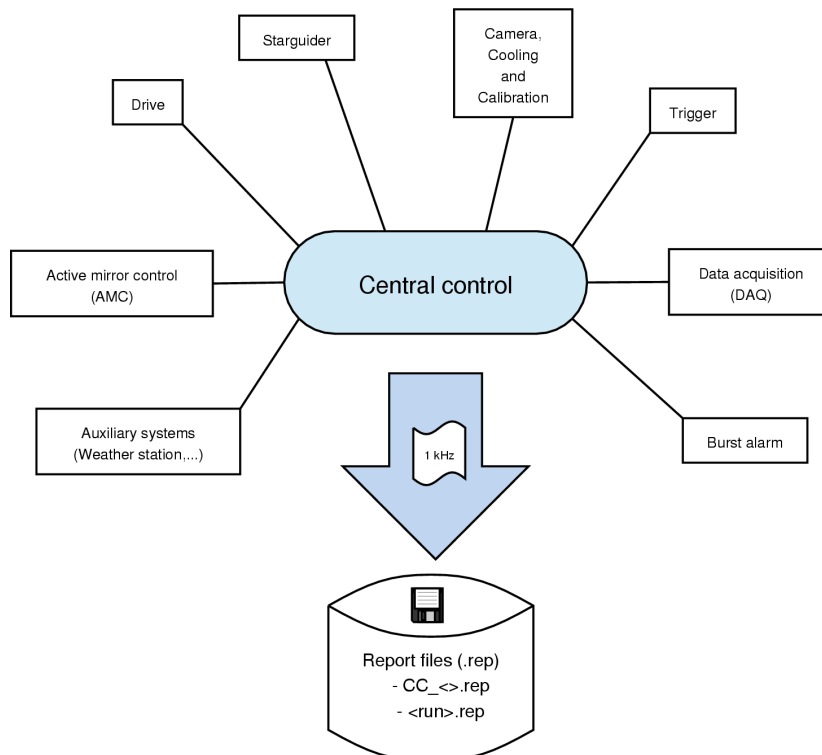 Starguider
Camera,
Cooling
and
Calibration
Drive
Trigger
Active mirror control
(AMC)
Central control
Data acquisition
(DAQ)
Auxiliary systems
(Weather station,...)
Burst alarm
1 kHz
Report files (.rep)
- CC_<>.rep
- <run>.rep